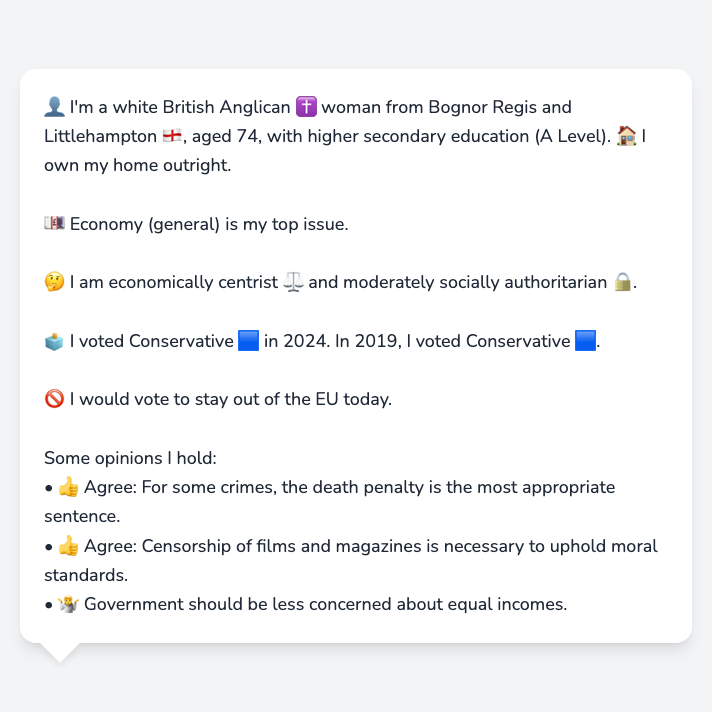 👤 I'm a white British Anglican ✝️ woman from Bognor Regis and
Littlehampton 🏴󠁧󠁢󠁥󠁮󠁧󠁿, aged 74, with higher secondary education (A Level). 🏠 I
own my home outright.
💷 Economy (general) is my top issue.
🤔 I am economically centrist ⚖️ and moderately socially authoritarian 🔒.
🗳️ I voted Conservative 🟦 in 2024. In 2019, I voted Conservative 🟦.
🚫 I would vote to stay out of the EU today.
Some opinions I hold:
• 👍 Agree: For some crimes, the death penalty is the most appropriate
sentence.
• 👍 Agree: Censorship of films and magazines is necessary to uphold moral
standards.
• 🤷 Government should be less concerned about equal incomes.